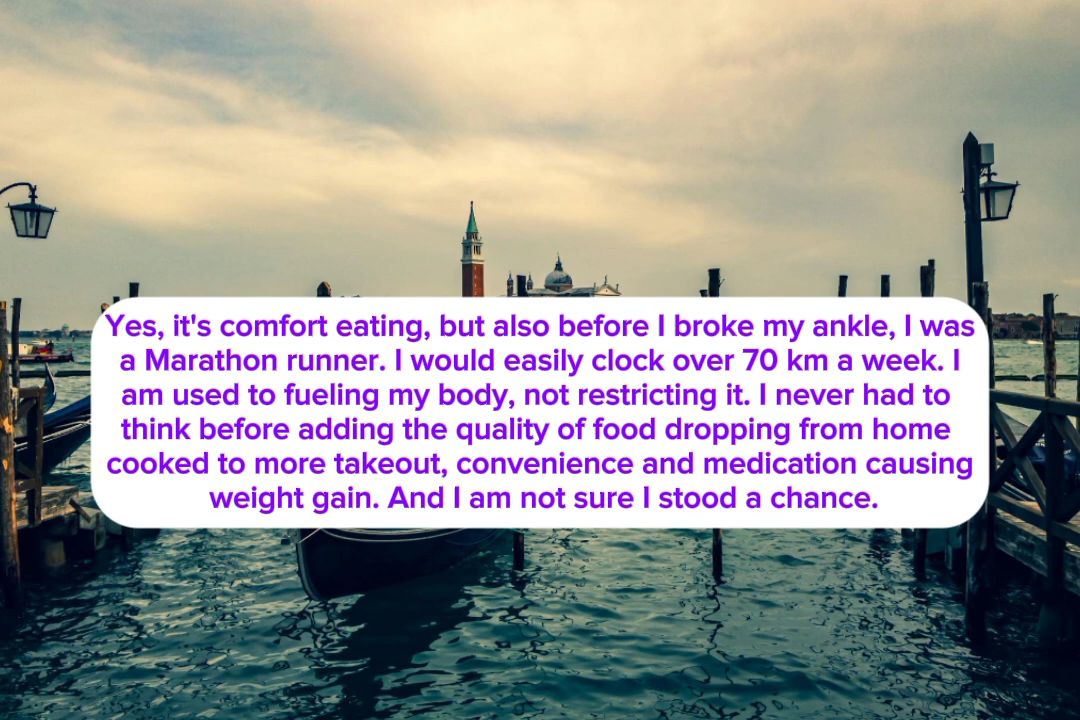 Yes, it's comfort eating, but also before I broke my ankle, I was
a Marathon runner. I would easily clock over 70 km a week. I
am used to fueling my body, not restricting it. I never had to
think before adding the quality of food dropping from home
cooked to more takeout, convenience and medication causing
weight gain. And I am not sure I stood a chance.